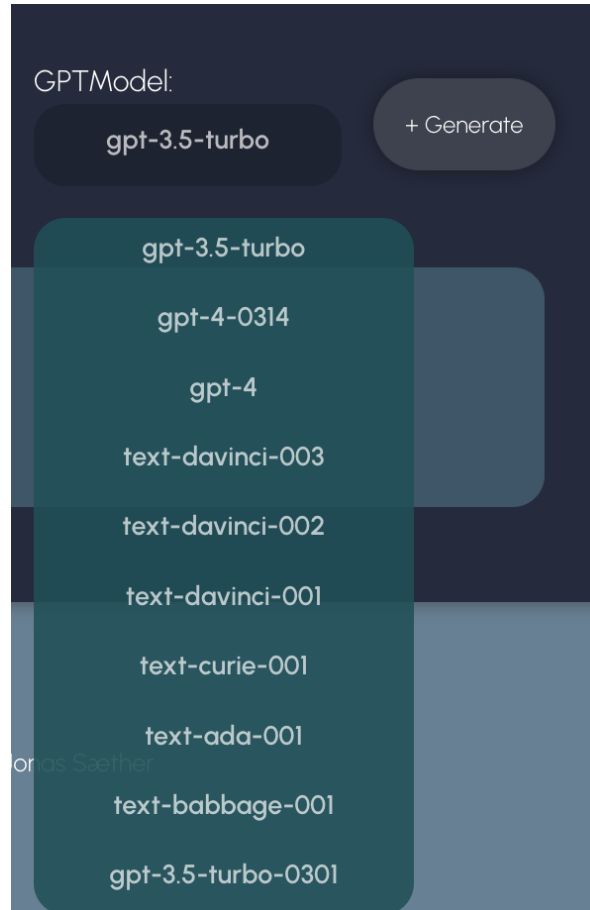 GPTModel:
gpt-3.5-turbo
+ Generate
gpt-3.5-turbo
gpt-4-0314
gpt-4
text-davinci-003
text-davinci-002
text-davinci-001
text-curie-001
text-ada-001
Jonas Sæther
text-babbage-001
gpt-3.5-turbo-0301